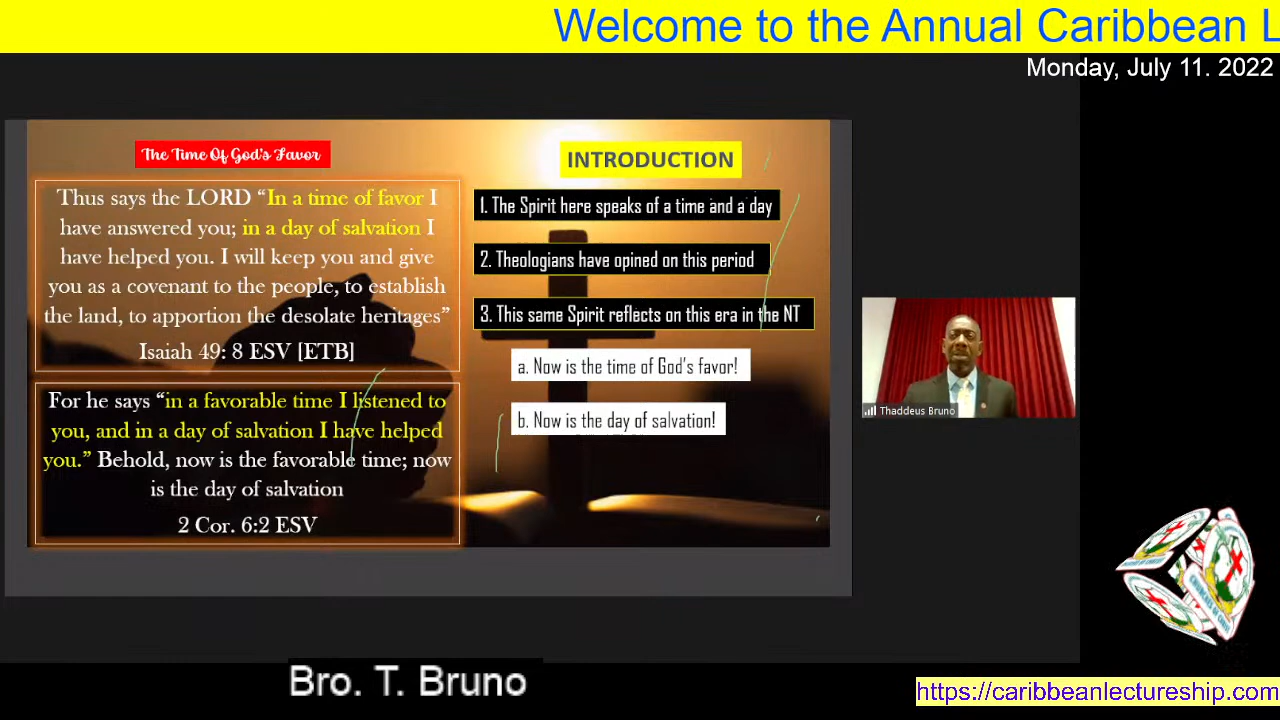 Welcome to the Annual Caribbean L
Monday, July 11. 2022
The Time Of God's Favor
Thus says the LORD “In a time of favor I
have answered you; in a day of salvation I
have helped you. I will keep you and give
you as a covenant to the people, to establish
the land, to apportion the desolate heritages”
Isaiah 49: 8 ESV [ETB]
For he says “in a favorable time I listened to
you, and in a day of salvation I have helped
you.” Behold, now is the favorable time; now
is the day of salvation
2 Cor. 6:2 ESV
INTRODUCTION
1. The Spirit here speaks of a time and a day
2. Theologians have opined on this period
3. This same Spirit reflects on this era in the NT
a. Now is the time of God's favor!
b. Now is the day of salvation!
Thaddeus Bruno
Bro. T. Bruno
https://caribbeanlectureship.com